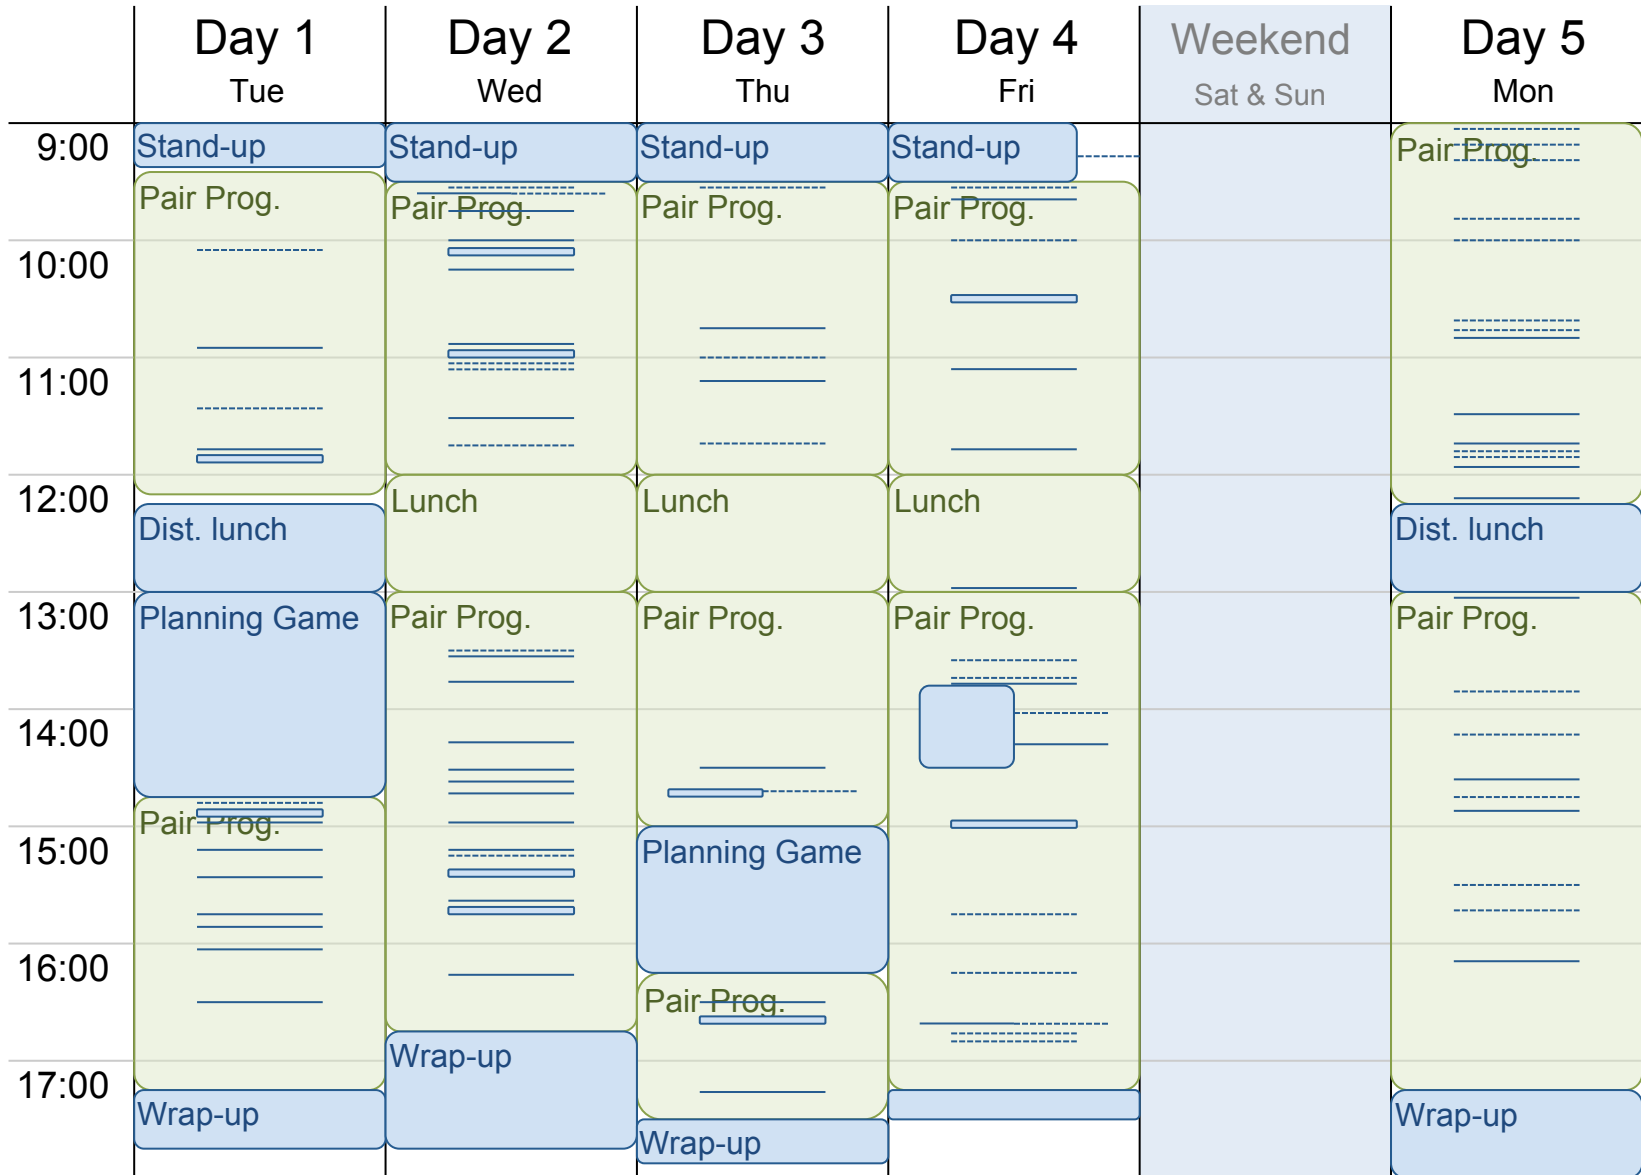 Day 1
Day 2
Day 3
Day 4
Weekend
Day 5
Tue
Wed
Thu
Fri
Sat & Sun
Mon
9:00
Stand-up
Stand-up
Stand-up
Stand-up
Pair Prog.
Pair Prog.
Pair Prog.
Pair Prog.
Pair Prog.
10:00
11:00
12:00
Lunch
Lunch
Lunch
Dist. lunch
Dist. lunch
13:00
Planning Game
Pair Prog.
Pair Prog.
Pair Prog.
Pair Prog.
14:00
Pair Prog.
15:00
Planning Game
16:00
Pair Prog.
Wrap-up
17:00
Wrap-up
Wrap-up
Wrap-up